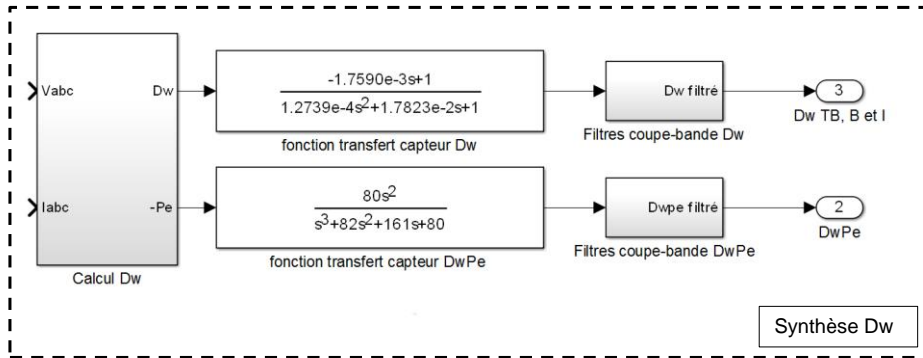 Vabc
Iabc
Dw
-Pe
Calcul Dw
-1.7590e-3s+1
1.2739e-4s2+1.7823e-2s+1
fonction transfert capteur Dw
Dw filtré
Filtres coupe-bande Dw
3
Dw TB, B et I
80s2
s3+82s2+161s+80
fonction transfert capteur DwPe
Dwpe filtré
Filtres coupe-bande DwPe
2
DwPe
Synthèse Dw